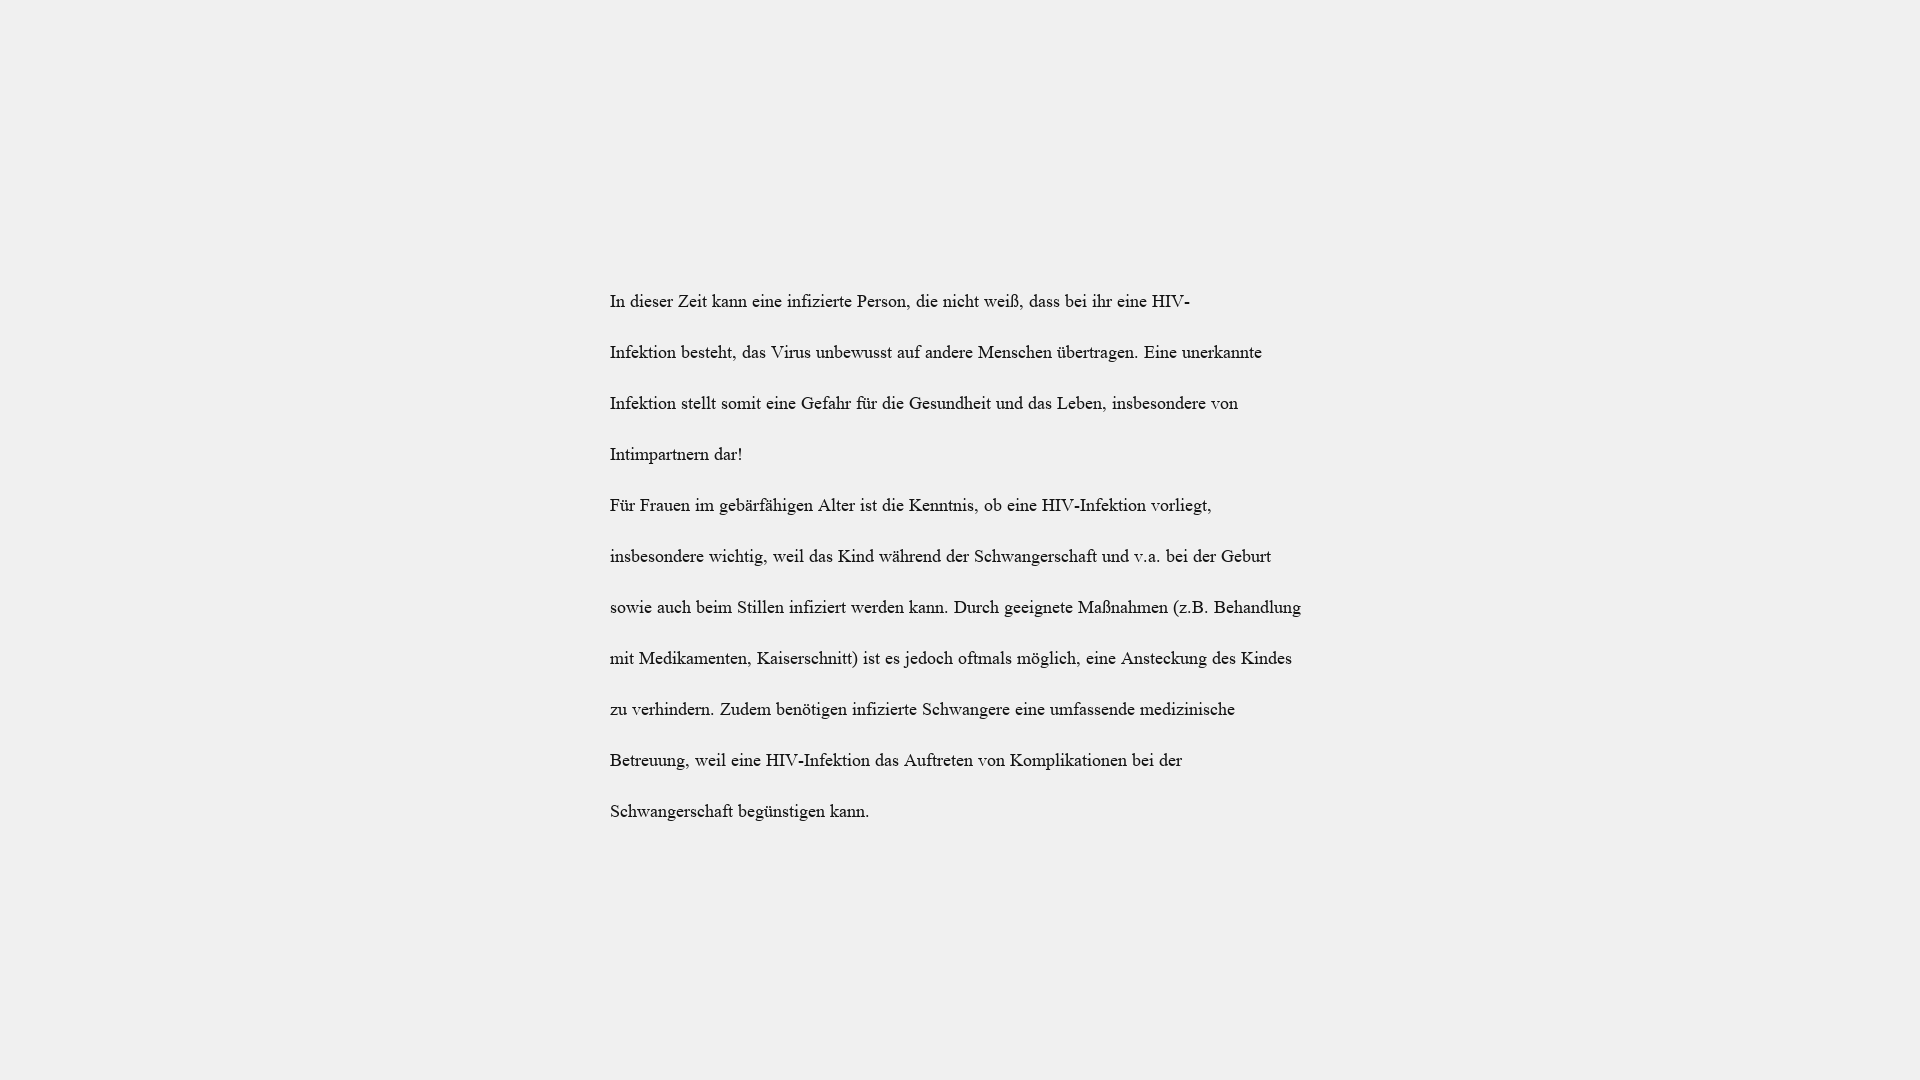 In dieser Zeit kann eine infizierte Person, die nicht weiß, dass bei ihr eine HIV-
Infektion besteht, das Virus unbewusst auf andere Menschen übertragen. Eine unerkannte
Infektion stellt somit eine Gefahr für die Gesundheit und das Leben, insbesondere von
Intimpartnern dar!
Für Frauen im gebärfähigen Alter ist die Kenntnis, ob eine HIV-Infektion vorliegt,
insbesondere wichtig, weil das Kind während der Schwangerschaft und v.a. bei der Geburt
sowie auch beim Stillen infiziert werden kann. Durch geeignete Maßnahmen (z.B. Behandlung
mit Medikamenten, Kaiserschnitt) ist es jedoch oftmals möglich, eine Ansteckung des Kindes
zu verhindern. Zudem benötigen infizierte Schwangere eine umfassende medizinische
Betreuung, weil eine HIV-Infektion das Auftreten von Komplikationen bei der
Schwangerschaft begünstigen kann.